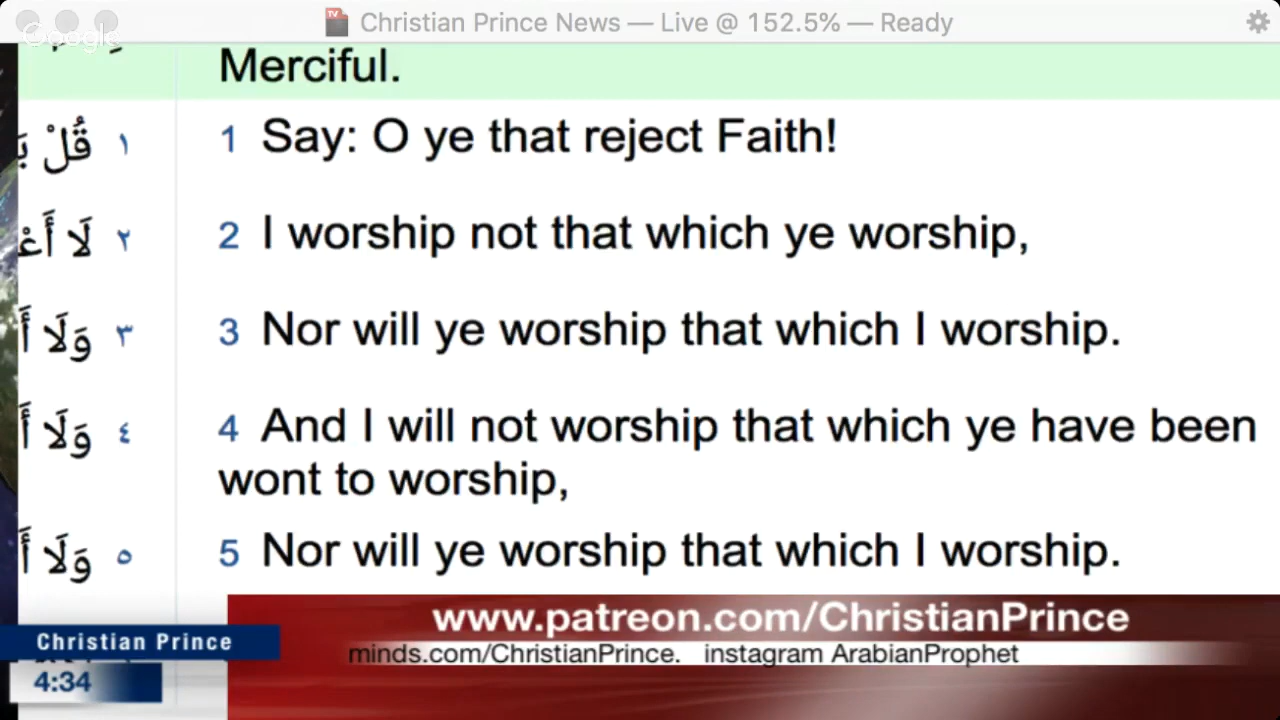 Christian Prince News — Live @ 152.5% — Ready
Google
Merciful.
قُلْ ١
1 Say: O ye that reject Faith!
لَا ٢
2 I worship not that which ye worship,
وَلَا ٣
3 Nor will ye worship that which I worship.
وَلَا ٤
4 And I will not worship that which ye have been
wont to worship,
وَلَا ٥
5 Nor will ye worship that which I worship.
www.patreon.com/ChristianPrince
Christian Prince
minds.com/ChristianPrince. instagram ArabianProphet
4:34